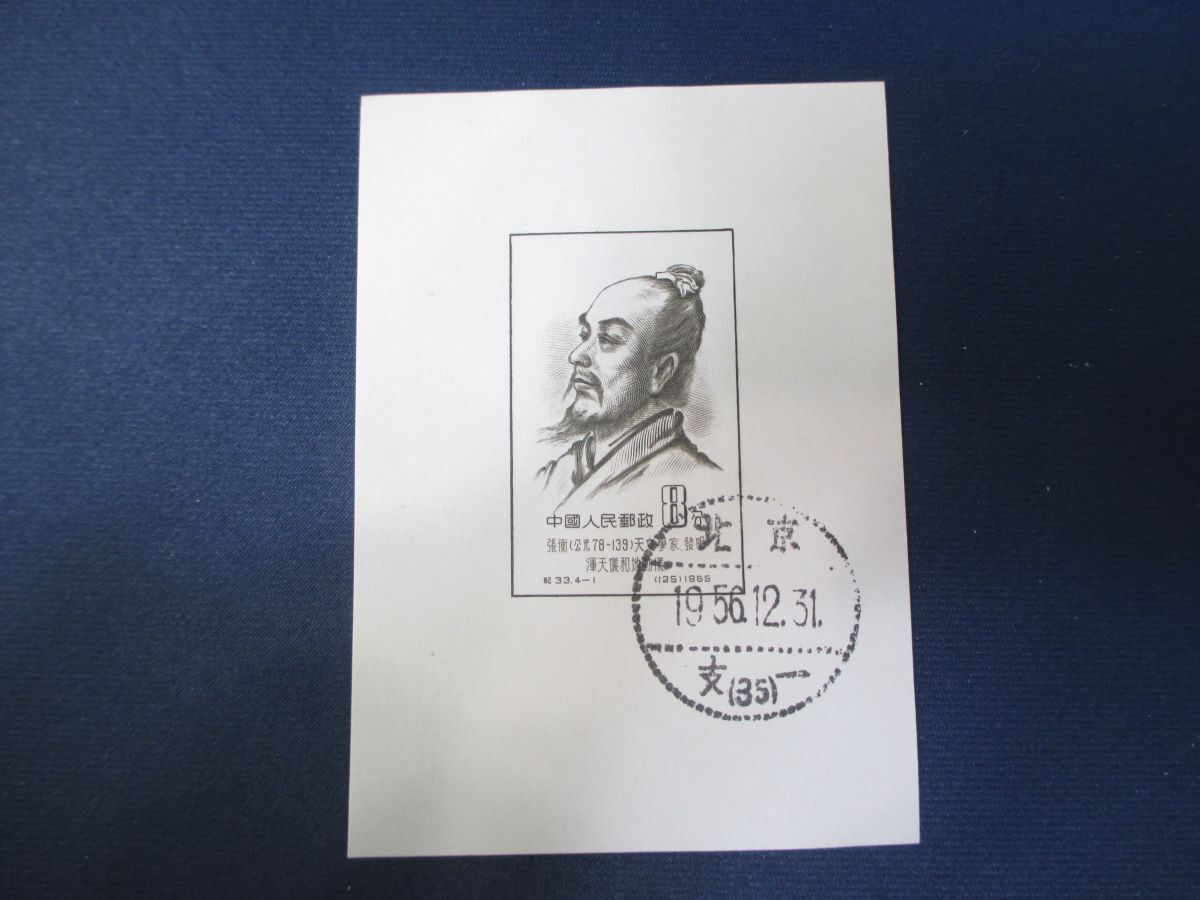 中國人民郵政 8分
張衡(公元78-139)天文學家、發明
渾天儀和地動儀
紀33.4-1 (125)1955
北京
1956.12.31.
支(35)一